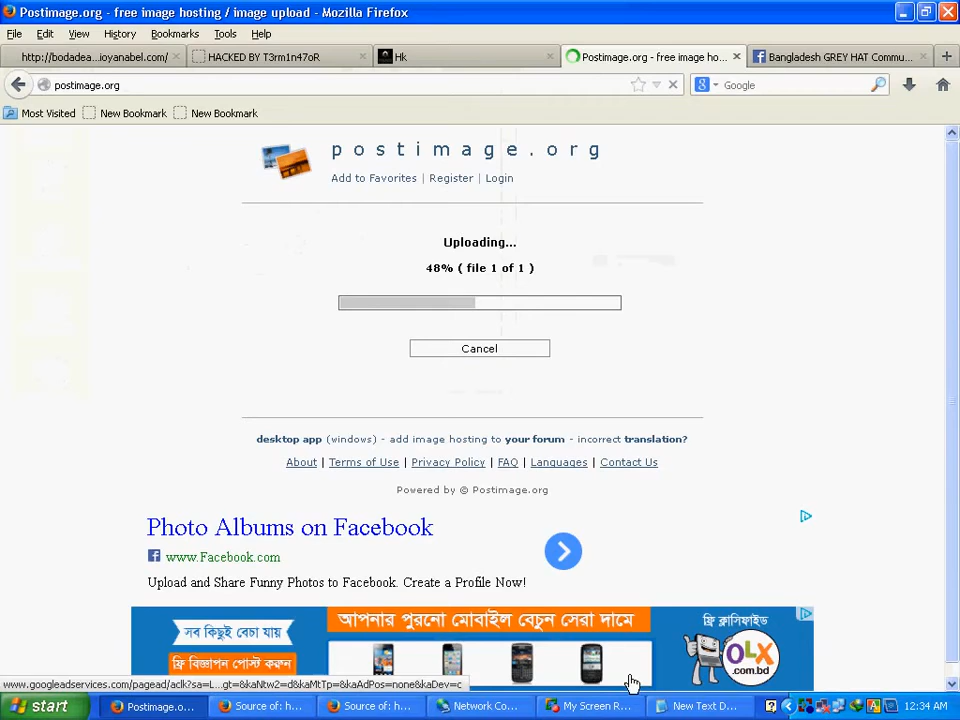 Postimage.org - free image hosting / image upload - Mozilla Firefox
File Edit View History Bookmarks Tools Help
http://bodadea...ioyanabel.com/ HACKED BY T3rm1n47oR Hk Postimage.org - free image ho... Bangladesh GREY HAT Commu...
postimage.org Google
Most Visited New Bookmark New Bookmark
postimage.org
Add to Favorites | Register | Login
Uploading...
48% ( file 1 of 1 )
Cancel
desktop app (windows) - add image hosting to your forum - incorrect translation?
About | Terms of Use | Privacy Policy | FAQ | Languages | Contact Us
Powered by © Postimage.org
Photo Albums on Facebook
www.Facebook.com
Upload and Share Funny Photos to Facebook. Create a Profile Now!
আপনার পুরনো মোবাইল বেচুন সেরা দামে
সব কিছুই বেচা যায়
ফ্রি বিজ্ঞাপন পোস্ট করুন
ফ্রি ক্লাসিফাইড
OLX
.com.bd
www.googleadservices.com/pagead/aclk?sa=L...gt=&kaNtw2=d&kaMtTp=&kaAdPos=none&kaDev=c
start Postimage.o... Source of: h... Source of: h... Network Co... My Screen R... New Text D... 12:34 AM